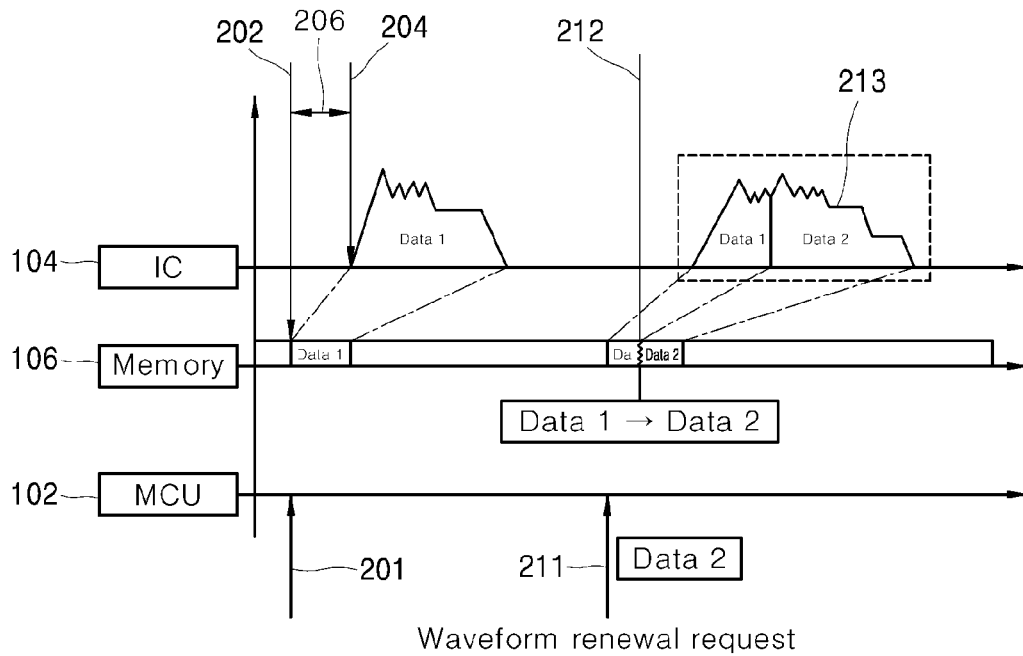 202
206
204
212
213
Data 1
Data 1
Data 2
104
IC
106
Memory
Data 1
Da
Data 2
Data 1 → Data 2
102
MCU
201
211
Data 2
Waveform renewal request